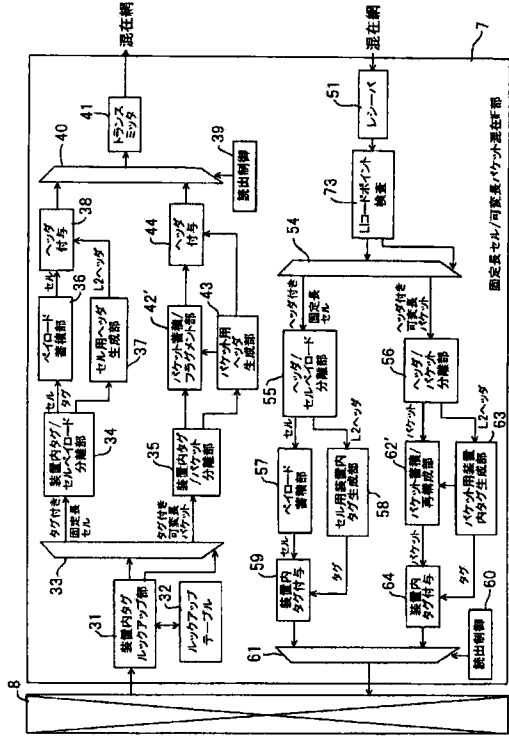 8
31
装置内タグ
ルックアップ部
32
ルックアップ
テーブル
33
タグ付き
固定長
セル
タグ付き
可変長
パケット
34
装置内タグ/
セルペイロード
分離部
35
装置内タグ
/パケット
分離部
セル
タグ
36
ペイロード
蓄積部
37
セル用ヘッダ
生成部
42'
パケット蓄積/
フラグメント部
43
パケット用
ヘッダ
生成部
セル
L2ヘッダ
38
ヘッダ
付与
44
ヘッダ
付与
39
読出制御
40
41
トランス
ミッタ
混在網
混在網
51
レシーバ
73
LIコードポイント
検査
54
ヘッダ付き
固定長
セル
ヘッダ付き
可変長
パケット
55
ヘッダ/
セルペイロード
分離部
56
ヘッダ/
パケット
分離部
セル
L2ヘッダ
パケット
L2ヘッダ
57
ペイロード
蓄積部
58
セル用装置内
タグ生成部
62'
パケット蓄積/
再構成部
63
パケット用装置
内タグ生成部
セル
タグ
パケット
タグ
59
装置内
タグ付与
64
装置内
タグ付与
60
読出制御
61
7
固定長セル/可変長パケット混在IF部